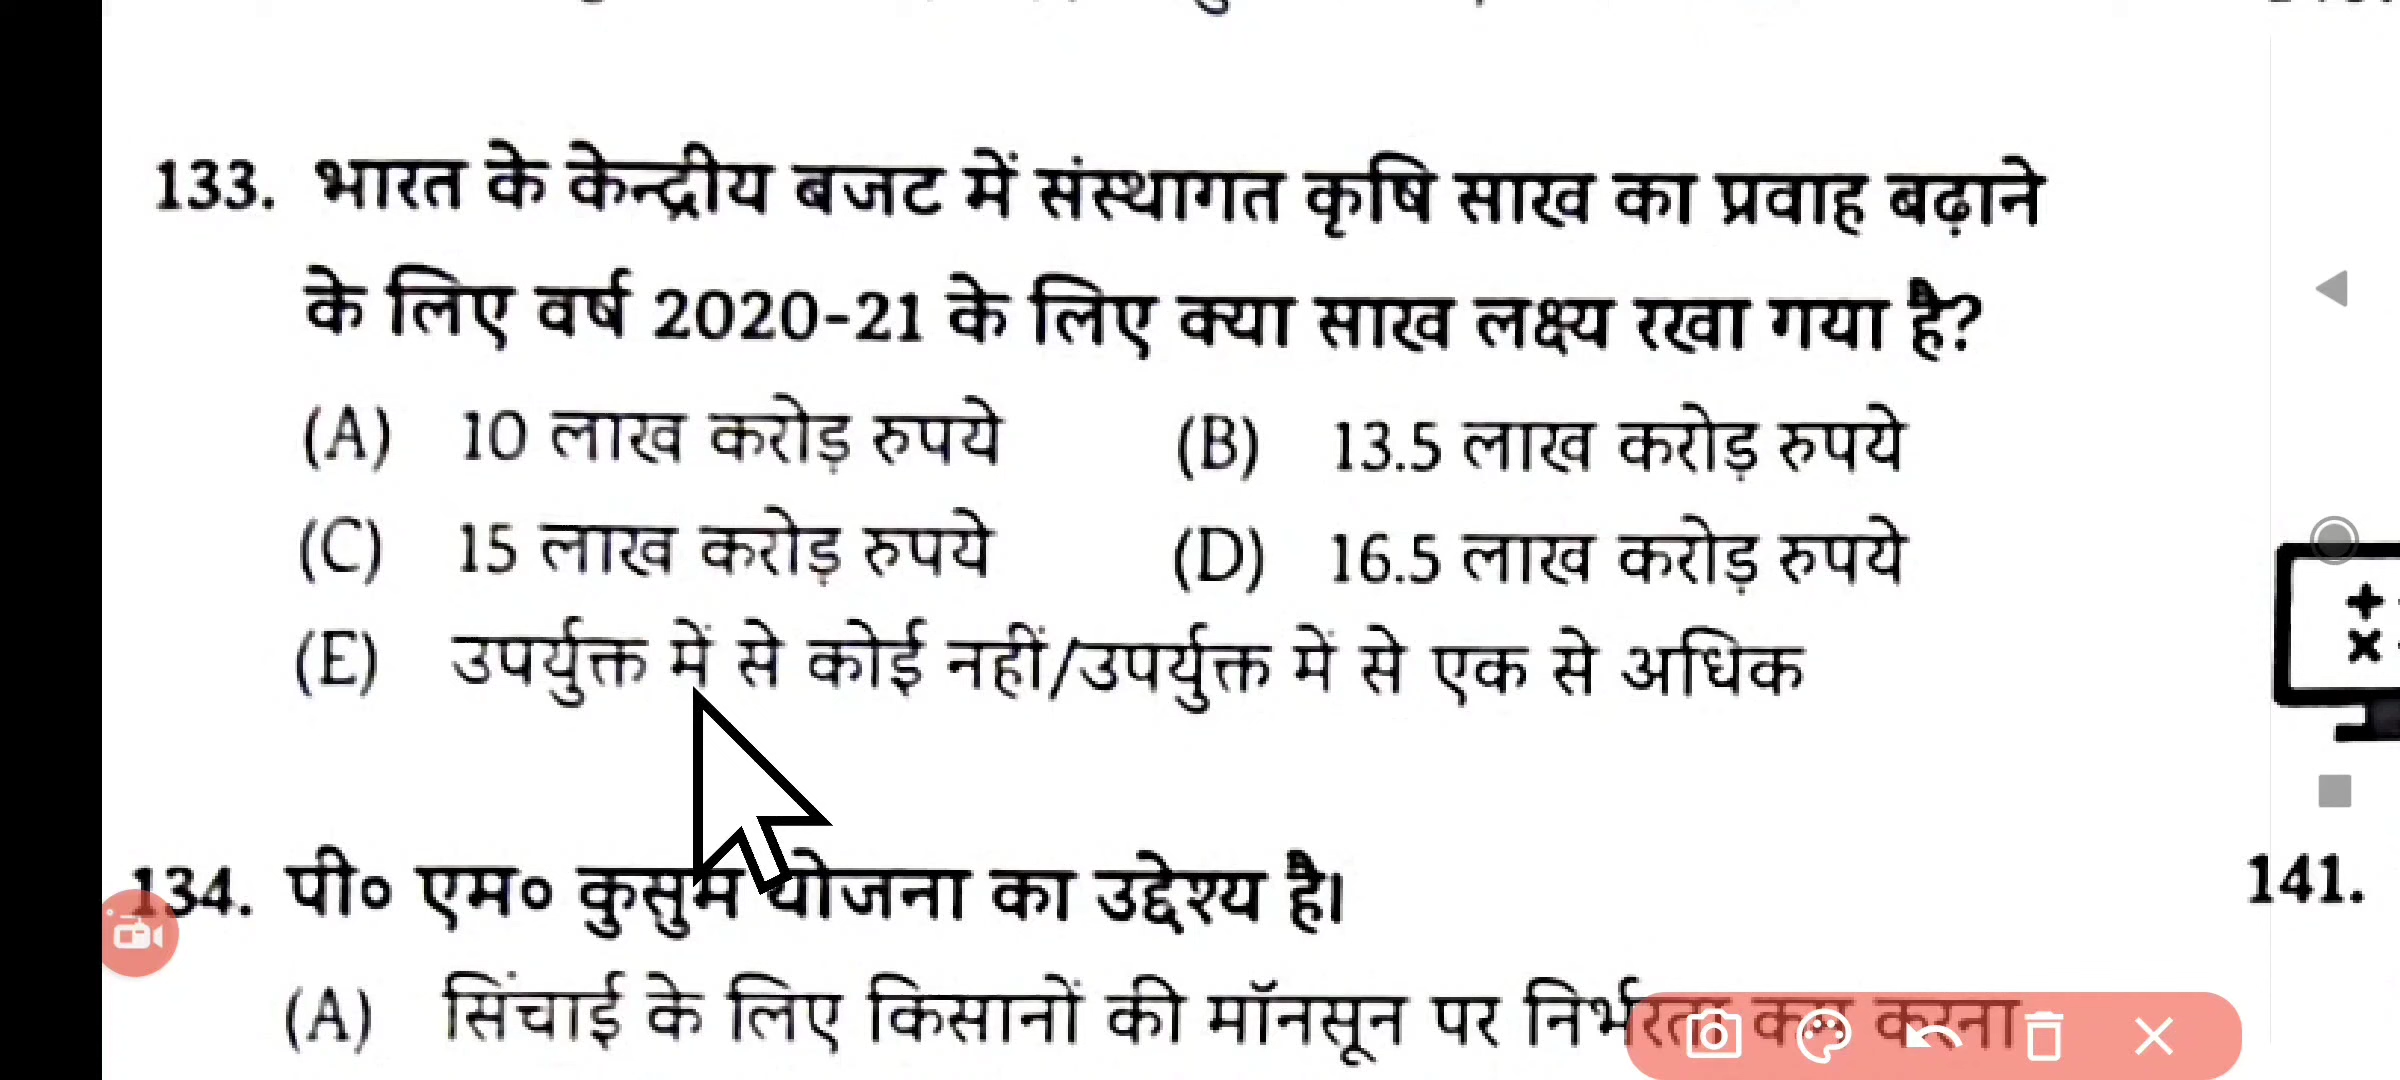 133. भारत के केन्द्रीय बजट में संस्थागत कृषि साख का प्रवाह बढ़ाने
के लिए वर्ष 2020-21 के लिए क्या साख लक्ष्य रखा गया है?
(A) 10 लाख करोड़ रुपये (B) 13.5 लाख करोड़ रुपये
(C) 15 लाख करोड़ रुपये (D) 16.5 लाख करोड़ रुपये
(E) उपर्युक्त में से कोई नहीं/उपर्युक्त में से एक से अधिक
134. पी० एम० कुसुम योजना का उद्देश्य है।
141.
(A) सिंचाई के लिए किसानों की मॉनसून पर निर्भरता कम करना